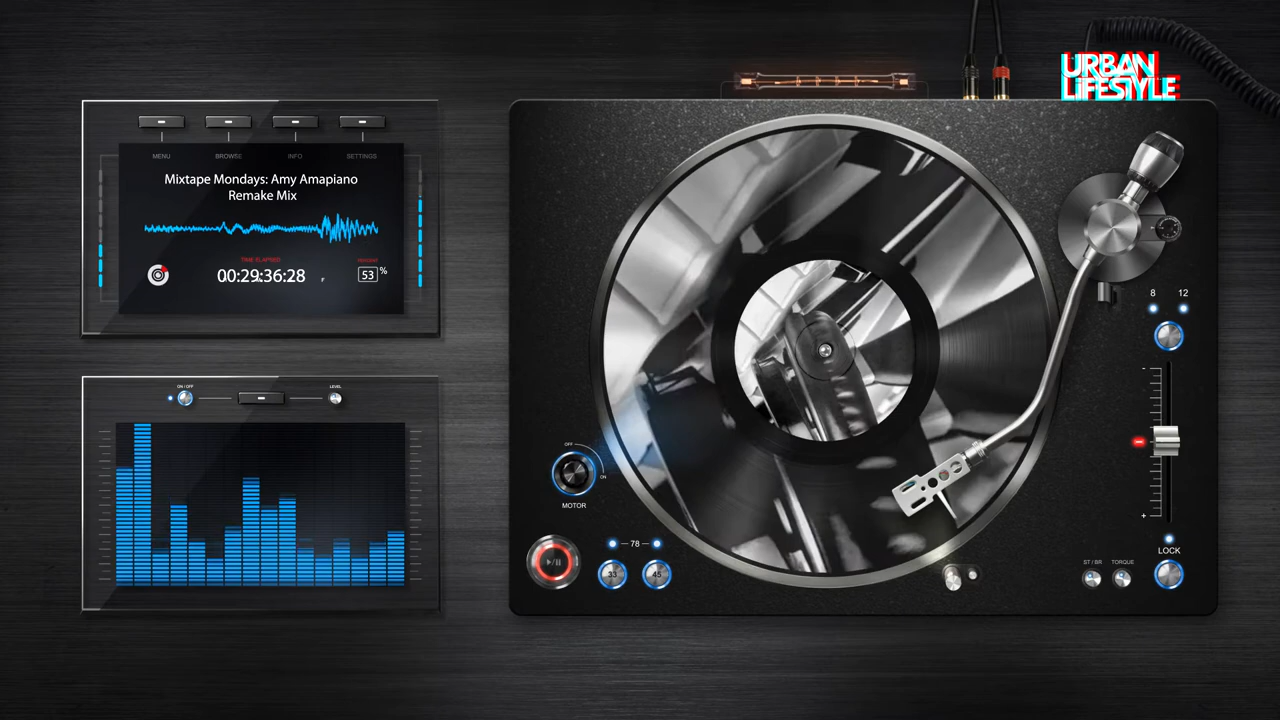 URBAN
LIFESTYLE
MENU
BROWSE
INFO
SETTINGS
Mixtape Mondays: Amy Amapiano
Remake Mix
TIME ELAPSED
00:29:36:28
53 %
ON / OFF
LEVEL
OFF
ON
MOTOR
78
33
45
8
12
-
+
LOCK
ST / BR
TORQUE